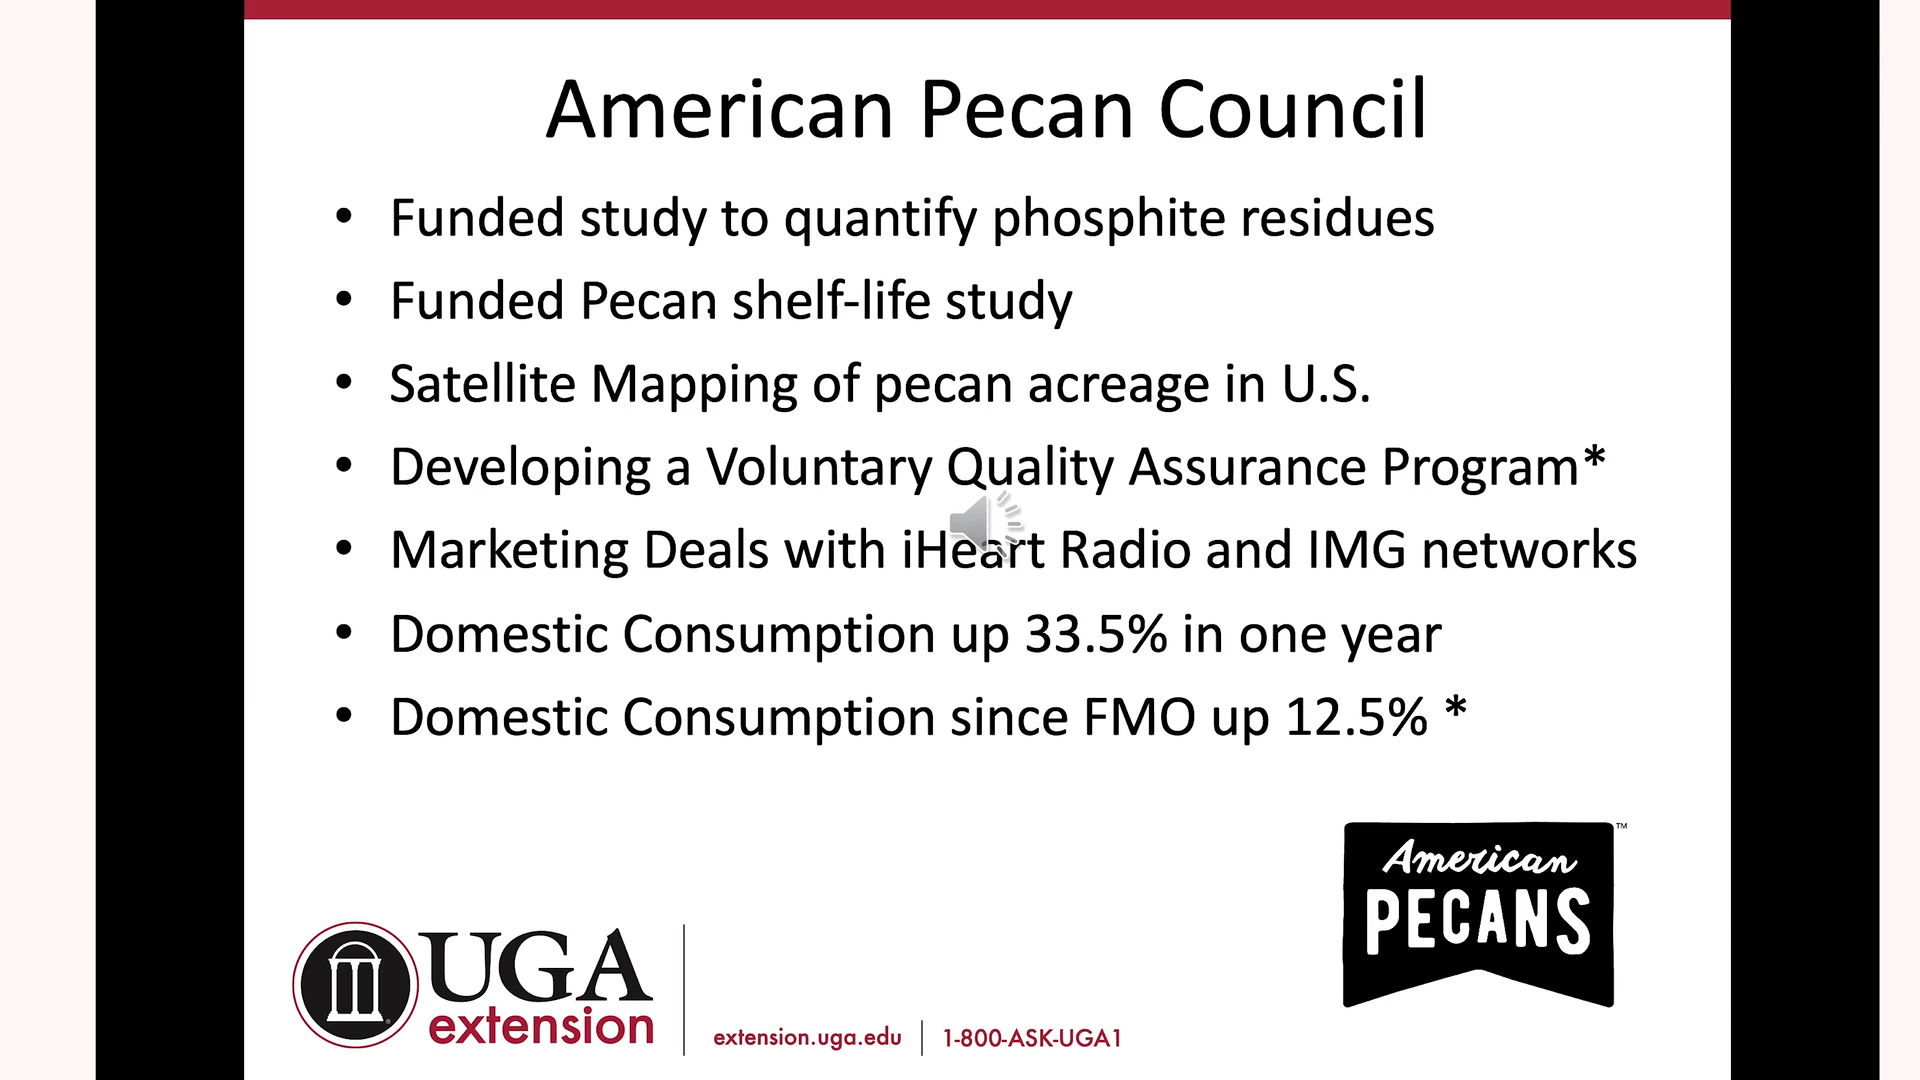 American Pecan Council
• Funded study to quantify phosphite residues
• Funded Pecan shelf-life study
• Satellite Mapping of pecan acreage in U.S.
• Developing a Voluntary Quality Assurance Program*
• Marketing Deals with iHeart Radio and IMG networks
• Domestic Consumption up 33.5% in one year
• Domestic Consumption since FMO up 12.5% *
American
PECANS
™
UGA
extension
extension.uga.edu | 1-800-ASK-UGA1